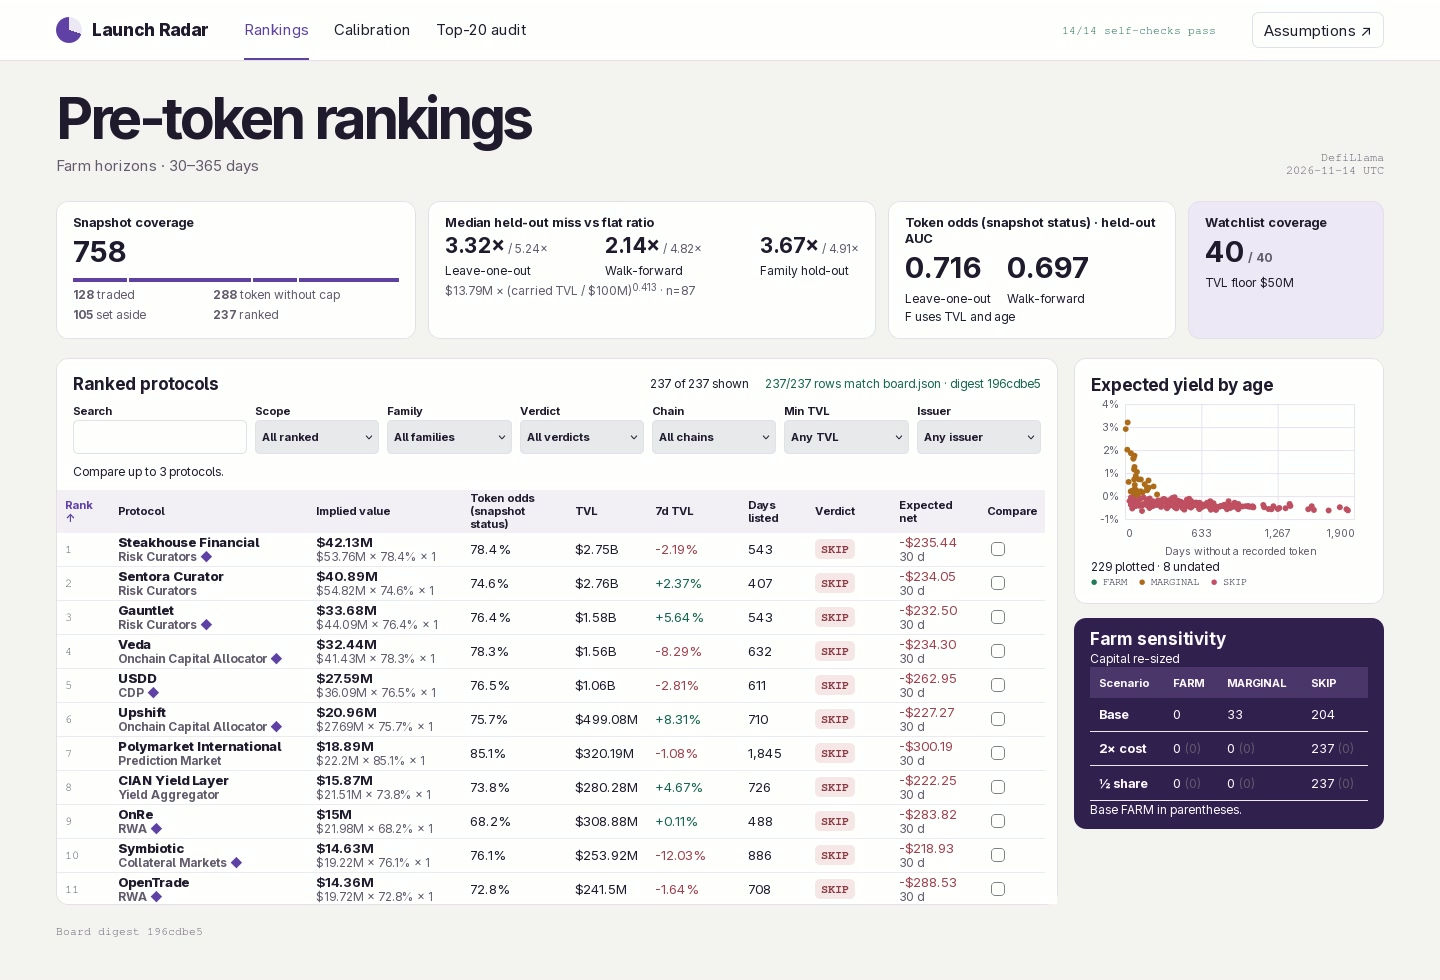 Launch Radar
Rankings
Calibration
Top-20 audit
14/14 self-checks pass
Assumptions ↗
Pre-token rankings
Farm horizons · 30–365 days
DefiLlama
2026-11-14 UTC
Snapshot coverage
758
128 traded
288 token without cap
105 set aside
237 ranked
Median held-out miss vs flat ratio
3.32× / 5.24×
2.14× / 4.82×
3.67× / 4.91×
Leave-one-out
Walk-forward
Family hold-out
$13.79M × (carried TVL / $100M)^0.413 · n=87
Token odds (snapshot status) · held-out
AUC
0.716
0.697
Leave-one-out
Walk-forward
F uses TVL and age
Watchlist coverage
40 / 40
TVL floor $50M
Ranked protocols
237 of 237 shown
237/237 rows match board.json · digest 196cdbe5
Search
Scope
Family
Verdict
Chain
Min TVL
Issuer
All ranked
All families
All verdicts
All chains
Any TVL
Any issuer
Compare up to 3 protocols.
Rank ↑
Protocol
Implied value
Token odds (snapshot status)
TVL
7d TVL
Days listed
Verdict
Expected net
Compare
1 Steakhouse Financial $42.13M 78.4% $2.75B -2.19% 543 SKIP -$235.44
Risk Curators ◆ $53.76M × 78.4% × 1 30 d
2 Sentora Curator $40.89M 74.6% $2.76B +2.37% 407 SKIP -$234.05
Risk Curators $54.82M × 74.6% × 1 30 d
3 Gauntlet $33.68M 76.4% $1.58B +5.64% 543 SKIP -$232.50
Risk Curators ◆ $44.09M × 76.4% × 1 30 d
4 Veda $32.44M 78.3% $1.56B -8.29% 632 SKIP -$234.30
Onchain Capital Allocator ◆ $41.43M × 78.3% × 1 30 d
5 USDD $27.59M 76.5% $1.06B -2.81% 611 SKIP -$262.95
CDP ◆ $36.09M × 76.5% × 1 30 d
6 Upshift $20.96M 75.7% $499.08M +8.31% 710 SKIP -$227.27
Onchain Capital Allocator ◆ $27.69M × 75.7% × 1 30 d
7 Polymarket International $18.89M 85.1% $320.19M -1.08% 1,845 SKIP -$300.19
Prediction Market $22.2M × 85.1% × 1 30 d
8 CIAN Yield Layer $15.87M 73.8% $280.28M +4.67% 726 SKIP -$222.25
Yield Aggregator $21.51M × 73.8% × 1 30 d
9 OnRe $15M 68.2% $308.88M +0.11% 488 SKIP -$283.82
RWA ◆ $21.98M × 68.2% × 1 30 d
10 Symbiotic $14.63M 76.1% $253.92M -12.03% 886 SKIP -$218.93
Collateral Markets ◆ $19.22M × 76.1% × 1 30 d
11 OpenTrade $14.36M 72.8% $241.5M -1.64% 708 SKIP -$288.53
RWA ◆ $19.72M × 72.8% × 1 30 d
Expected yield by age
4%
3%
2%
1%
0%
-1%
0 633 1,267 1,900
Days without a recorded token
229 plotted · 8 undated
FARM MARGINAL SKIP
Farm sensitivity
Capital re-sized
Scenario FARM MARGINAL SKIP
Base 0 33 204
2× cost 0 (0) 0 (0) 237 (0)
½ share 0 (0) 0 (0) 237 (0)
Base FARM in parentheses.
Board digest 196cdbe5